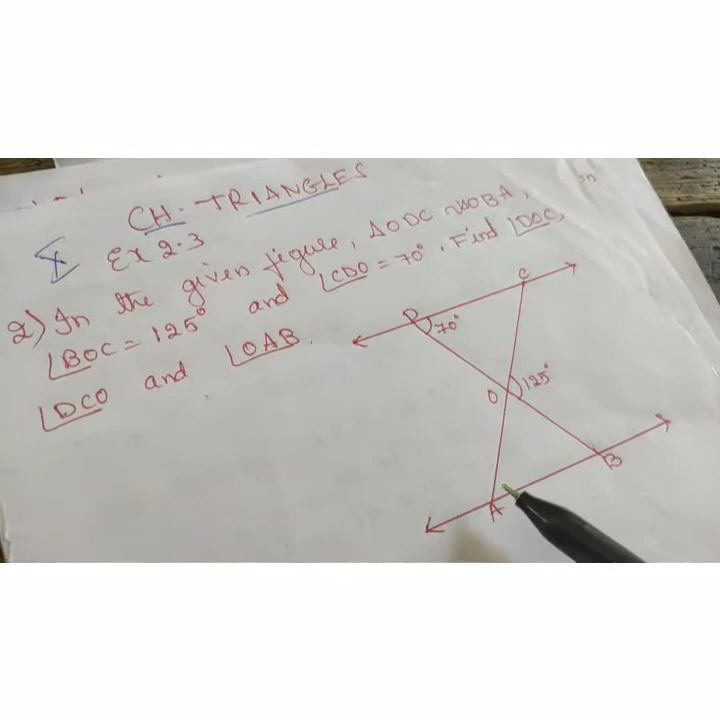 CH. TRIANGLES
X Ex 2.3
2) In the given figure, ΔODC ~ ΔOBA,
∠BOC = 125° and ∠CDO = 70°. Find ∠DOC,
∠DCO and ∠OAB.
C
D
70°
O
125°
B
A